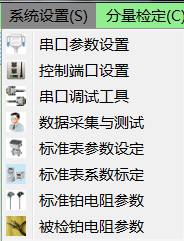 系统设置(S) 分量检定(C)
串口参数设置
控制端口设置
串口调试工具
数据采集与测试
标准表参数设定
标准表系数标定
标准铂电阻参数
被检铂电阻参数